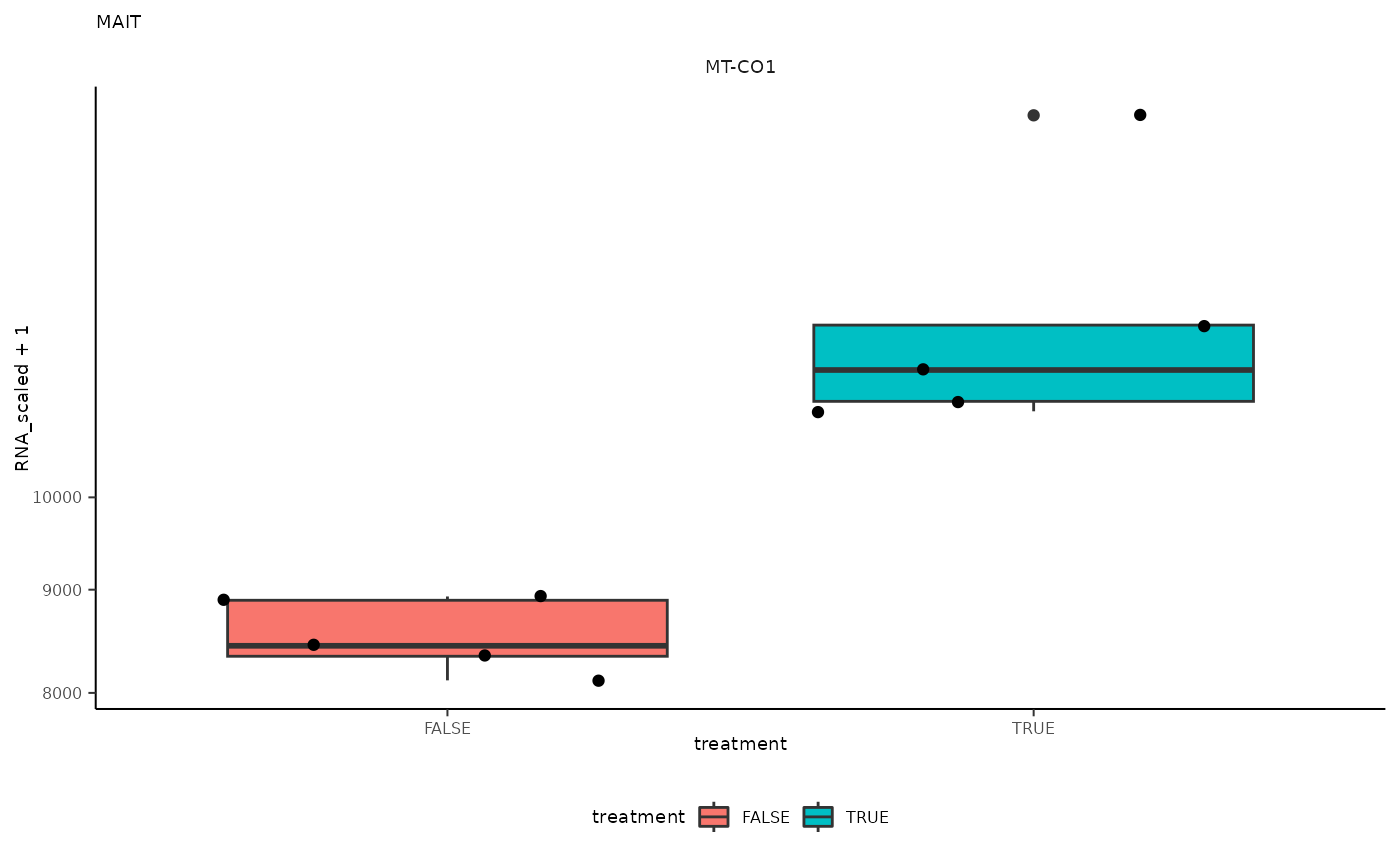 MAIT
MT-CO1
RNA_scaled + 1
10000
9000
8000
FALSE
TRUE
treatment
treatment FALSE TRUE